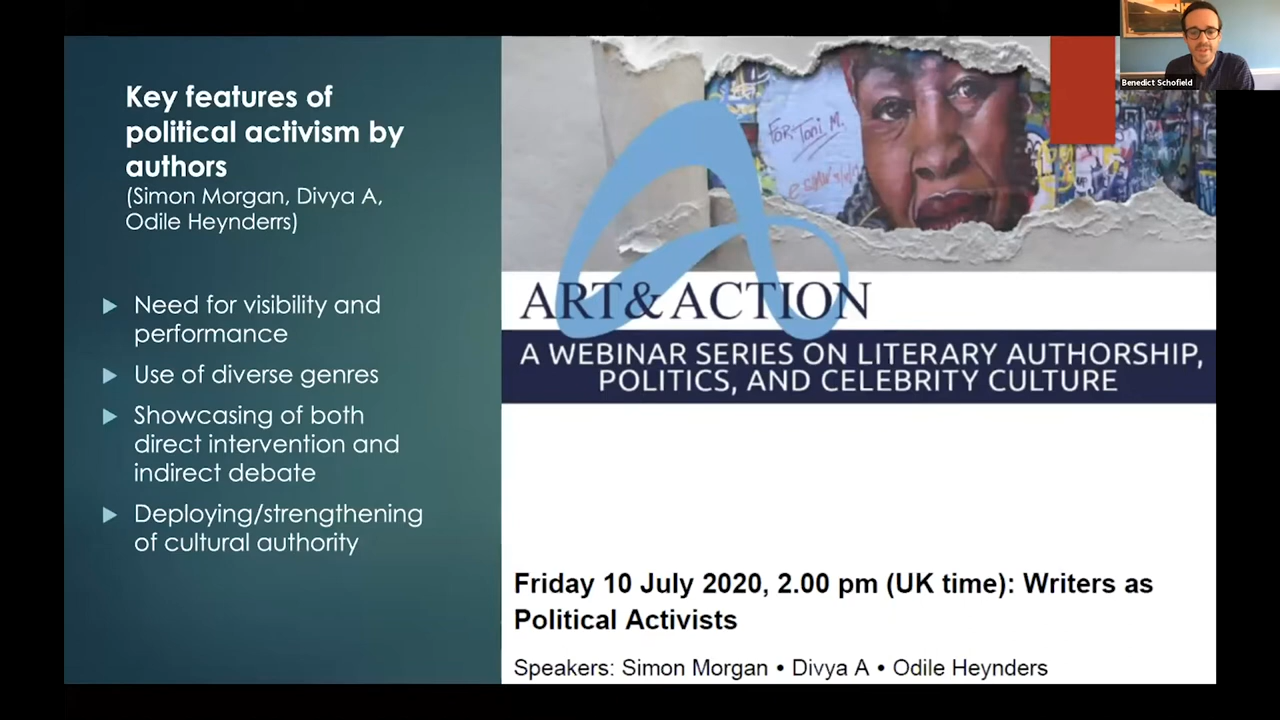 Key features of
political activism by
authors
(Simon Morgan, Divya A,
Odile Heynderrs)
Need for visibility and
performance
Use of diverse genres
Showcasing of both
direct intervention and
indirect debate
Deploying/strengthening
of cultural authority
FOR Toni M.
ART & ACTION
A WEBINAR SERIES ON LITERARY AUTHORSHIP,
POLITICS, AND CELEBRITY CULTURE
Friday 10 July 2020, 2.00 pm (UK time): Writers as
Political Activists
Speakers: Simon Morgan • Divya A • Odile Heynders
Benedict Schofield